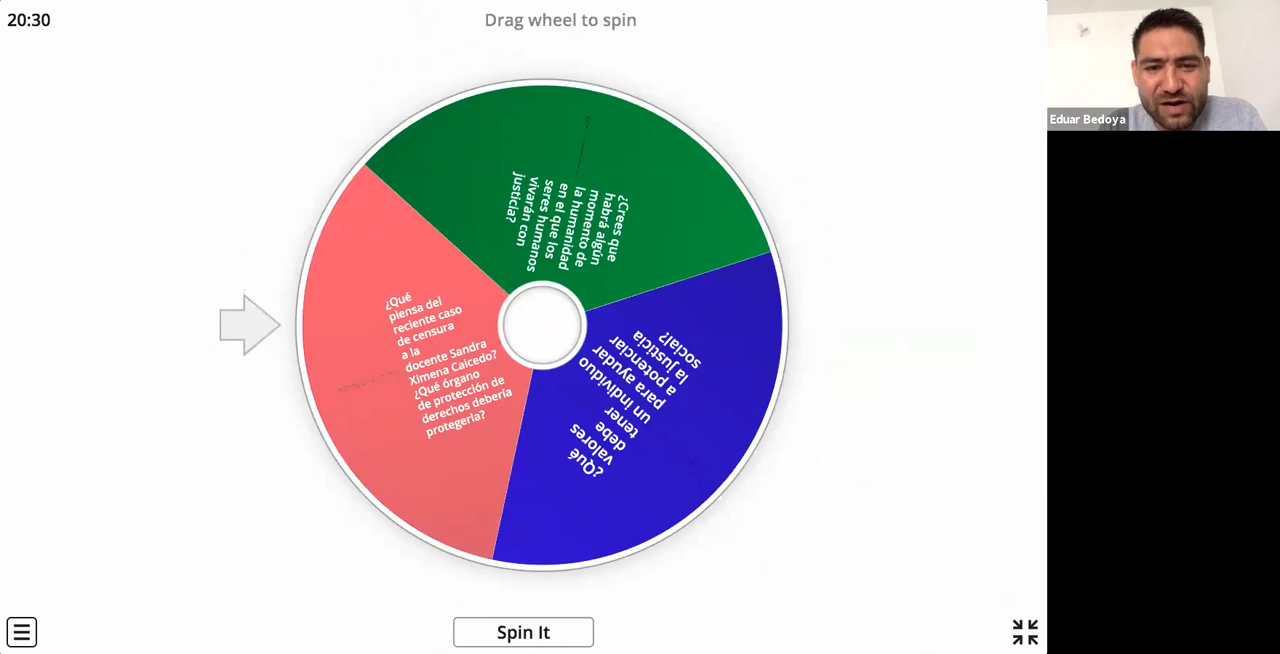 20:30
Drag wheel to spin
Eduar Bedoya
¿Crees que
habrá algún
momento de
la humanidad
en el que los
seres humanos
vivarán con
justicia?
¿Qué
piensa del
reciente caso
de censura
a la
docente Sandra
Ximena Caicedo?
¿Qué órgano
de protección de
derechos debería
protegerla?
¿Qué
valores
debe
tener
un individuo
para ayudar
a potenciar
la justicia
social?
Spin It